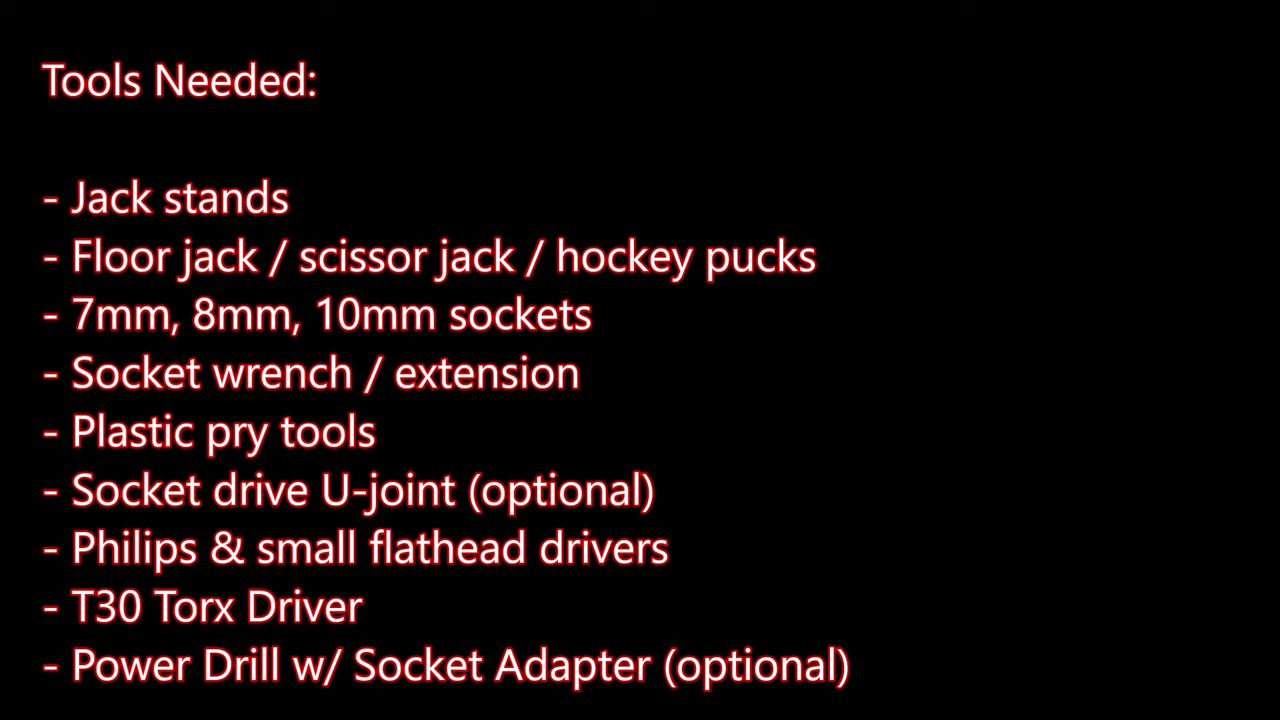 Tools Needed:
- Jack stands
- Floor jack / scissor jack / hockey pucks
- 7mm, 8mm, 10mm sockets
- Socket wrench / extension
- Plastic pry tools
- Socket drive U-joint (optional)
- Philips & small flathead drivers
- T30 Torx Driver
- Power Drill w/ Socket Adapter (optional)